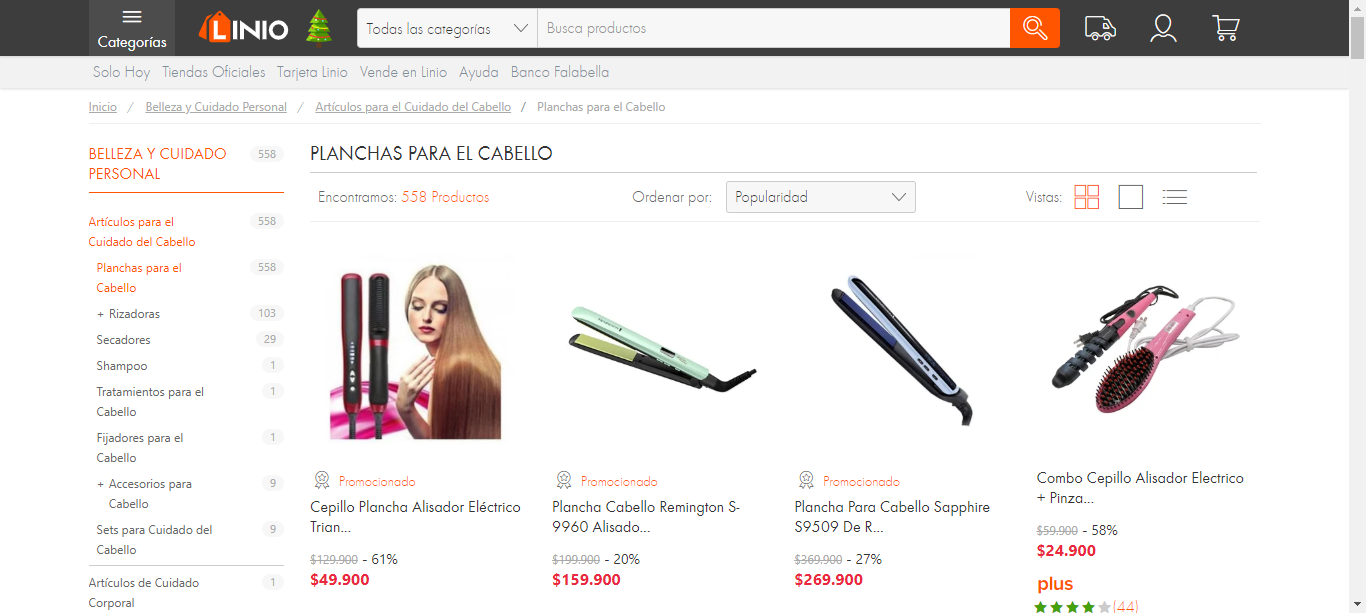 Categorías
LINIO
Todas las categorías
Busca productos
Solo Hoy Tiendas Oficiales Tarjeta Linio Vende en Linio Ayuda Banco Falabella
Inicio / Belleza y Cuidado Personal / Artículos para el Cuidado del Cabello / Planchas para el Cabello
BELLEZA Y CUIDADO 558
PERSONAL
Artículos para el 558
Cuidado del Cabello
Planchas para el 558
Cabello
+ Rizadoras 103
Secadores 29
Shampoo 1
Tratamientos para el 1
Cabello
Fijadores para el 1
Cabello
+ Accesorios para 9
Cabello
Sets para Cuidado del 9
Cabello
Artículos de Cuidado 1
Corporal
PLANCHAS PARA EL CABELLO
Encontramos: 558 Productos
Ordenar por: Popularidad
Vistas:
Promocionado
Cepillo Plancha Alisador Eléctrico
Trian...
$129.900 - 61%
$49.900
Promocionado
Plancha Cabello Remington S-
9960 Alisado...
$199.900 - 20%
$159.900
Promocionado
Plancha Para Cabello Sapphire
S9509 De R...
$369.900 - 27%
$269.900
Combo Cepillo Alisador Electrico
+ Pinza...
$59.900 - 58%
$24.900
plus
(44)